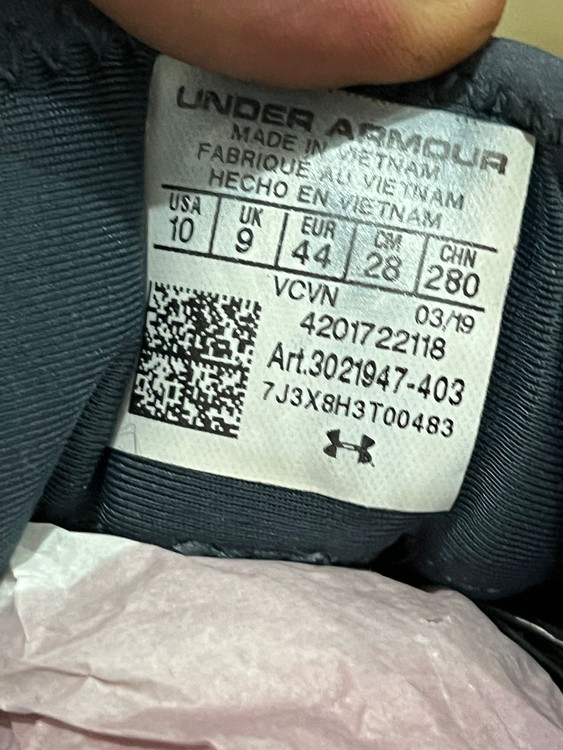 UNDER ARMOUR
MADE IN VIETNAM
FABRIQUÉ AU VIETNAM
HECHO EN VIETNAM
USA UK EUR CM CHN
10 9 44 28 280
VCVN 03/19
4201722118
Art.3021947-403
7J3X8H3T00483